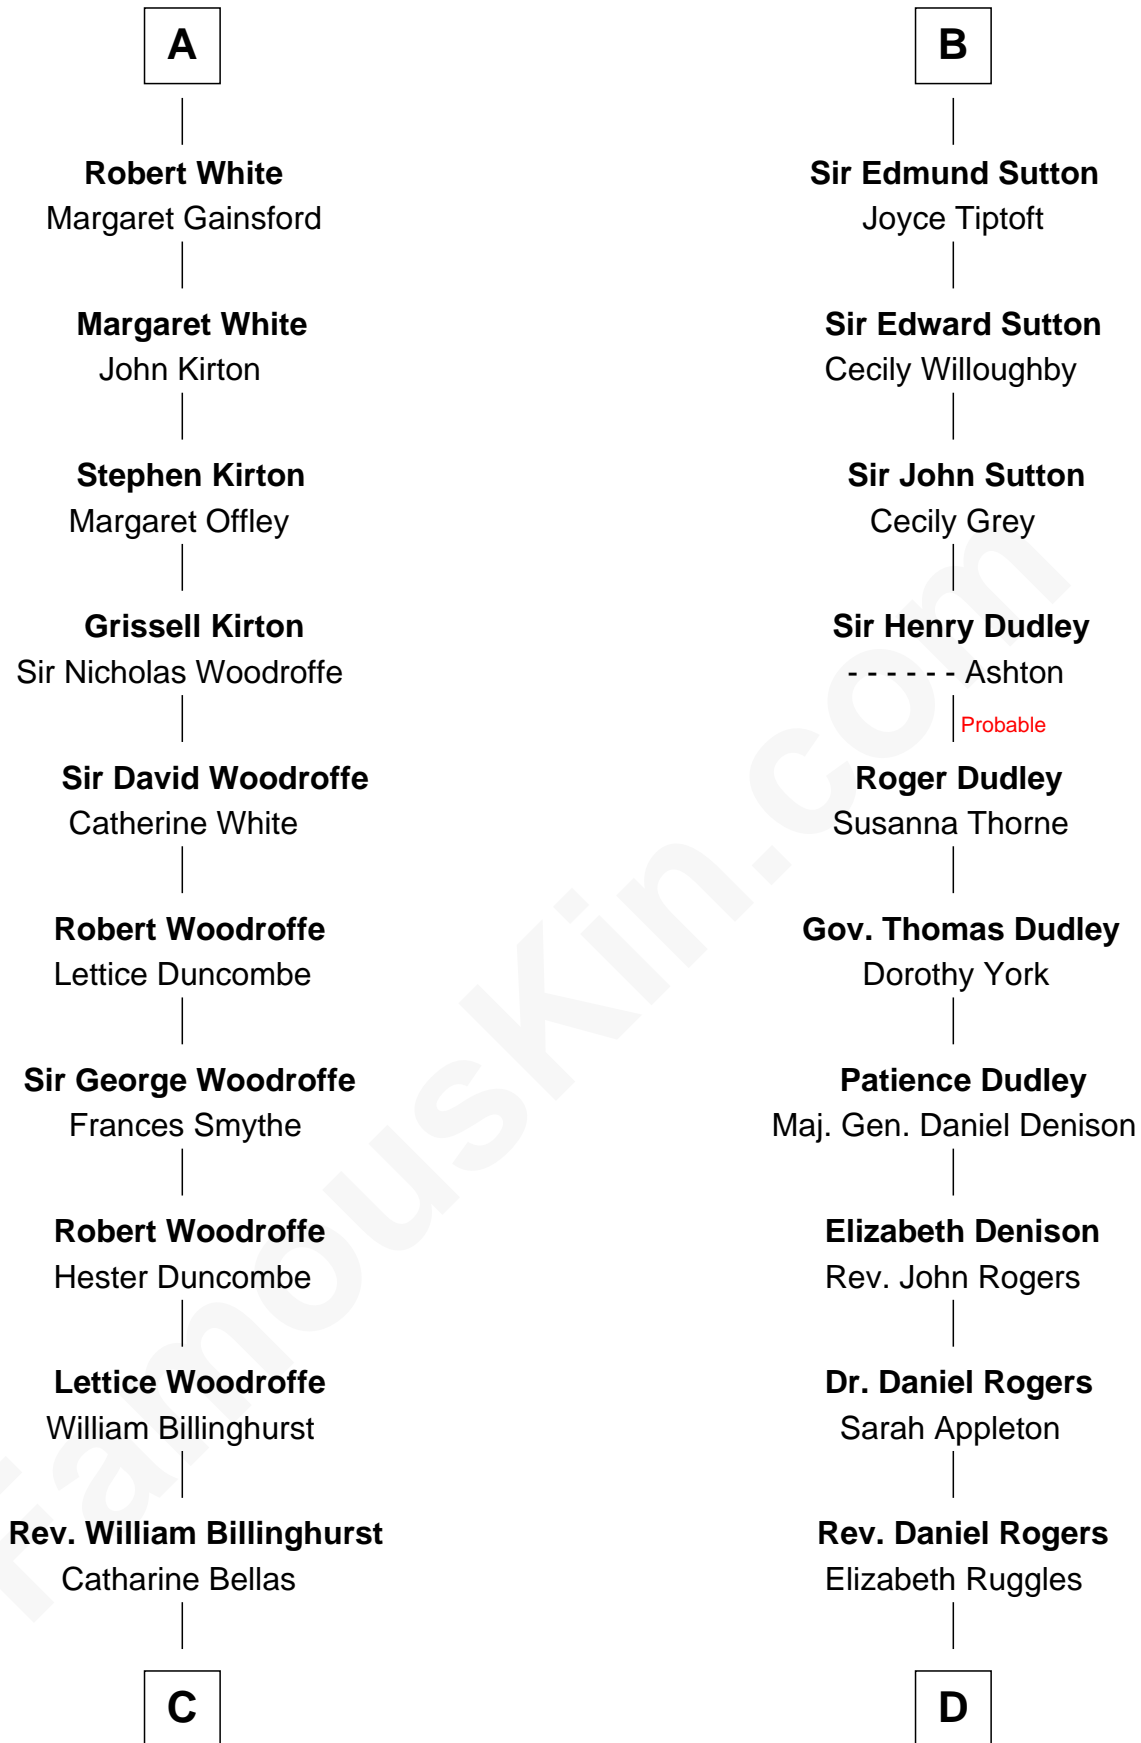 A
Robert White
Margaret Gainsford
Margaret White
John Kirton
Stephen Kirton
Margaret Offley
Grissell Kirton
Sir Nicholas Woodroffe
Sir David Woodroffe
Catherine White
Robert Woodroffe
Lettice Duncombe
Sir George Woodroffe
Frances Smythe
Robert Woodroffe
Hester Duncombe
Lettice Woodroffe
William Billinghurst
Rev. William Billinghurst
Catharine Bellas
C
B
Sir Edmund Sutton
Joyce Tiptoft
Sir Edward Sutton
Cecily Willoughby
Sir John Sutton
Cecily Grey
Sir Henry Dudley
- - - - - - Ashton
Probable
Roger Dudley
Susanna Thorne
Gov. Thomas Dudley
Dorothy York
Patience Dudley
Maj. Gen. Daniel Denison
Elizabeth Denison
Rev. John Rogers
Dr. Daniel Rogers
Sarah Appleton
Rev. Daniel Rogers
Elizabeth Ruggles
D
FamousKin.com